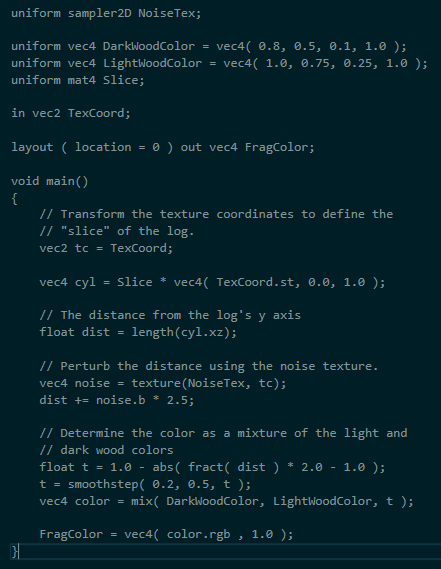 uniform sampler2D NoiseTex;
uniform vec4 DarkWoodColor = vec4( 0.8, 0.5, 0.1, 1.0 );
uniform vec4 LightWoodColor = vec4( 1.0, 0.75, 0.25, 1.0 );
uniform mat4 Slice;
in vec2 TexCoord;
layout ( location = 0 ) out vec4 FragColor;
void main()
{
// Transform the texture coordinates to define the
// "slice" of the log.
vec2 tc = TexCoord;
vec4 cyl = Slice * vec4( TexCoord.st, 0.0, 1.0 );
// The distance from the log's y axis
float dist = length(cyl.xz);
// Perturb the distance using the noise texture.
vec4 noise = texture(NoiseTex, tc);
dist += noise.b * 2.5;
// Determine the color as a mixture of the light and
// dark wood colors
float t = 1.0 - abs( fract( dist ) * 2.0 - 1.0 );
t = smoothstep( 0.2, 0.5, t );
vec4 color = mix( DarkWoodColor, LightWoodColor, t );
FragColor = vec4( color.rgb , 1.0 );
}